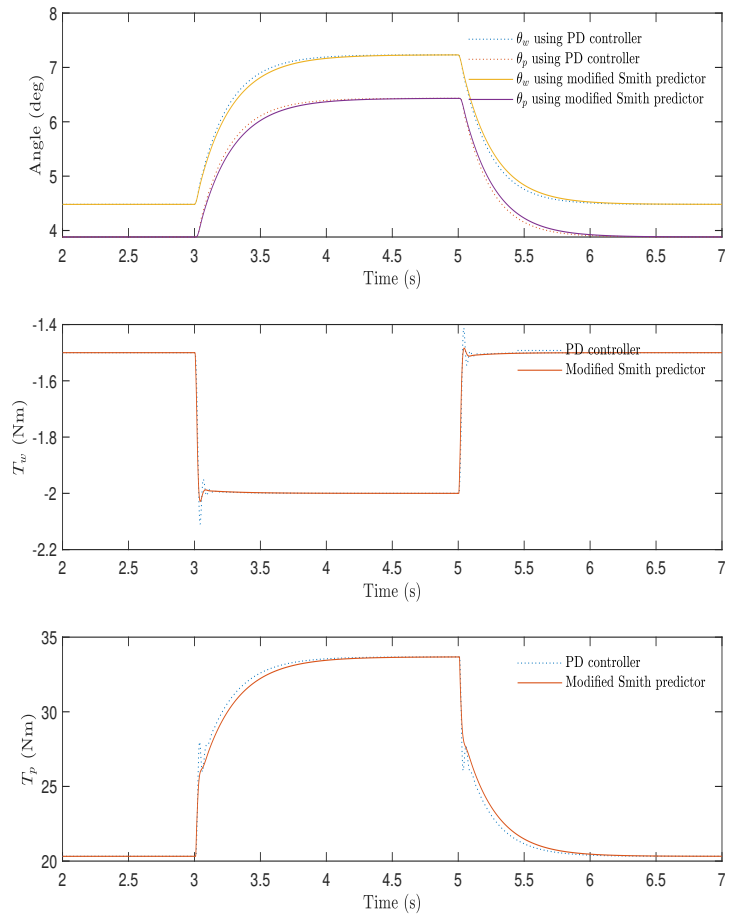 8
7
6
5
4
Angle (deg)
θw using PD controller
θp using PD controller
θw using modified Smith predictor
θp using modified Smith predictor
2 2.5 3 3.5 4 4.5 5 5.5 6 6.5 7
Time (s)
-1.4
-1.6
-1.8
-2
-2.2
Tw (Nm)
PD controller
Modified Smith predictor
2 2.5 3 3.5 4 4.5 5 5.5 6 6.5 7
Time (s)
35
30
25
20
Tp (Nm)
PD controller
Modified Smith predictor
2 2.5 3 3.5 4 4.5 5 5.5 6 6.5 7
Time (s)